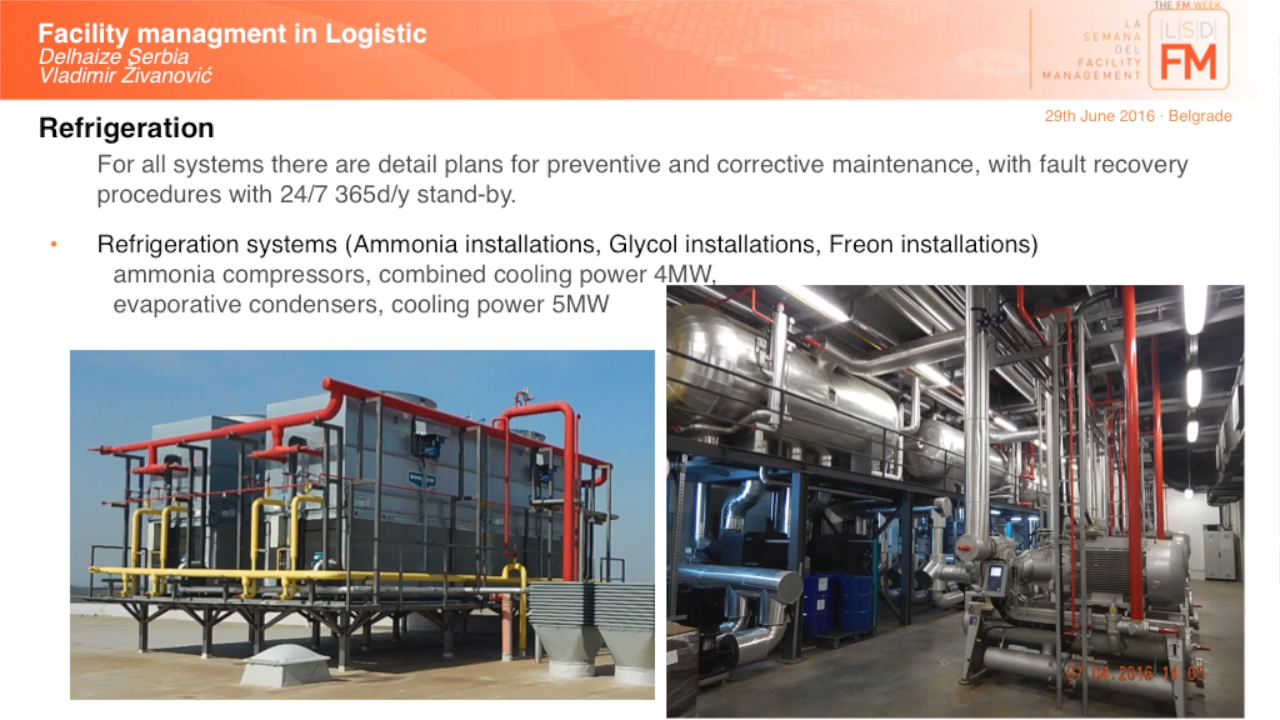 Facility managment in Logistic
Delhaize Serbia
Vladimir Živanović
THE FM WEEK
LA
SEMANA
DEL
FACILITY
MANAGEMENT
|L|S|D|
FM
29th June 2016 · Belgrade
Refrigeration
For all systems there are detail plans for preventive and corrective maintenance, with fault recovery
procedures with 24/7 365d/y stand-by.
• Refrigeration systems (Ammonia installations, Glycol installations, Freon installations)
ammonia compressors, combined cooling power 4MW,
evaporative condensers, cooling power 5MW